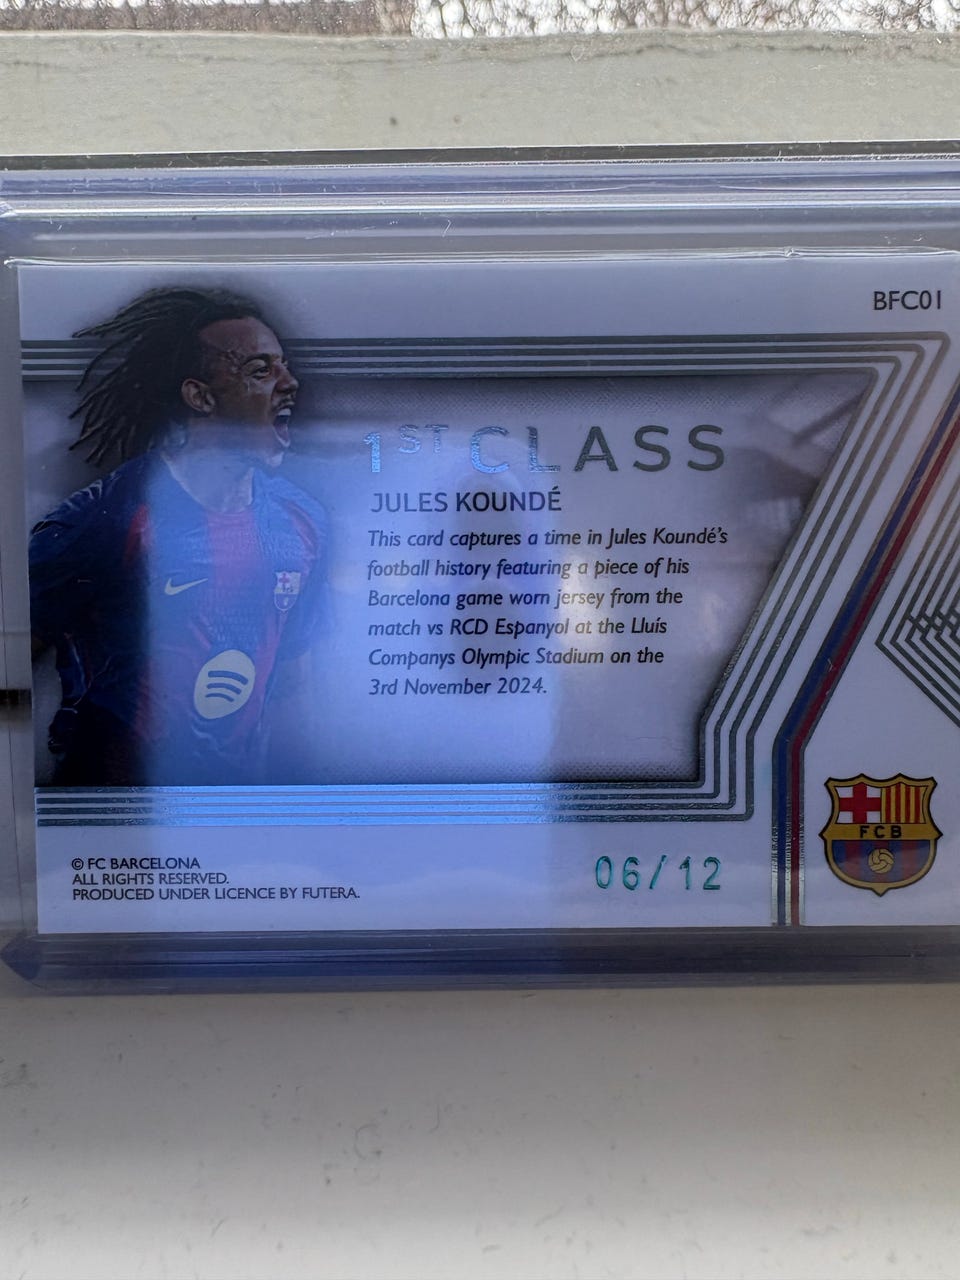 BFC01
1ST CLASS
JULES KOUNDÉ
This card captures a time in Jules Koundé's
football history featuring a piece of his
Barcelona game worn jersey from the
match vs RCD Espanyol at the Lluís
Companys Olympic Stadium on the
3rd November 2024.
© FC BARCELONA
ALL RIGHTS RESERVED.
PRODUCED UNDER LICENCE BY FUTERA.
06/12
FCB